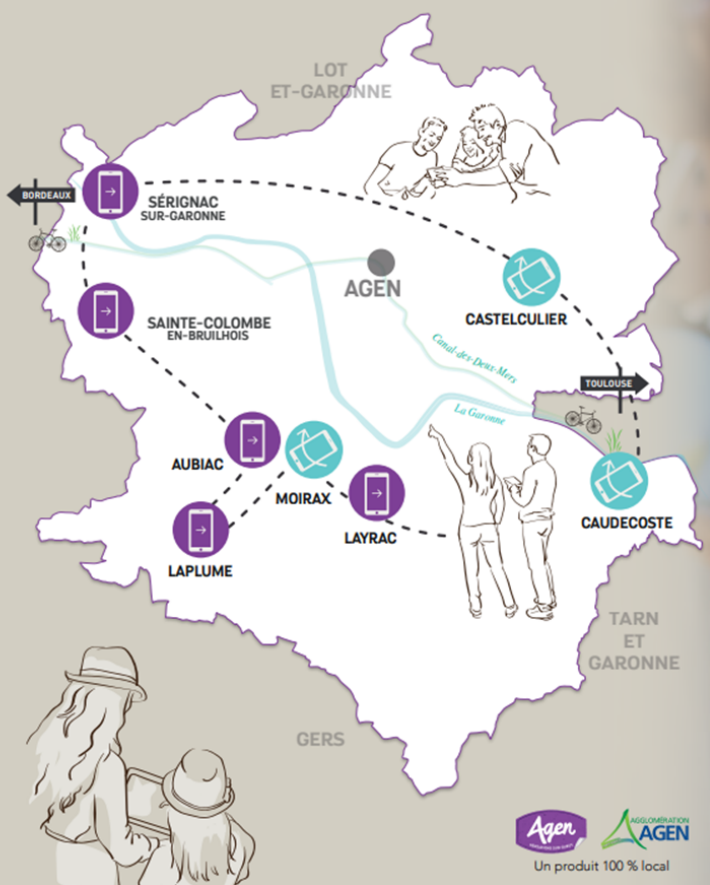 LOT
ET-GARONNE
BORDEAUX
SÉRIGNAC
SUR-GARONNE
AGEN
CASTELCULIER
SAINTE-COLOMBE
EN-BRUILHOIS
Canal-des-Deux-Mers
TOULOUSE
La Garonne
AUBIAC
MOIRAX
LAYRAC
CAUDECOSTE
LAPLUME
TARN
ET
GARONNE
GERS
Agen
AGGLOMÉRATION
AGEN
Un produit 100 % local